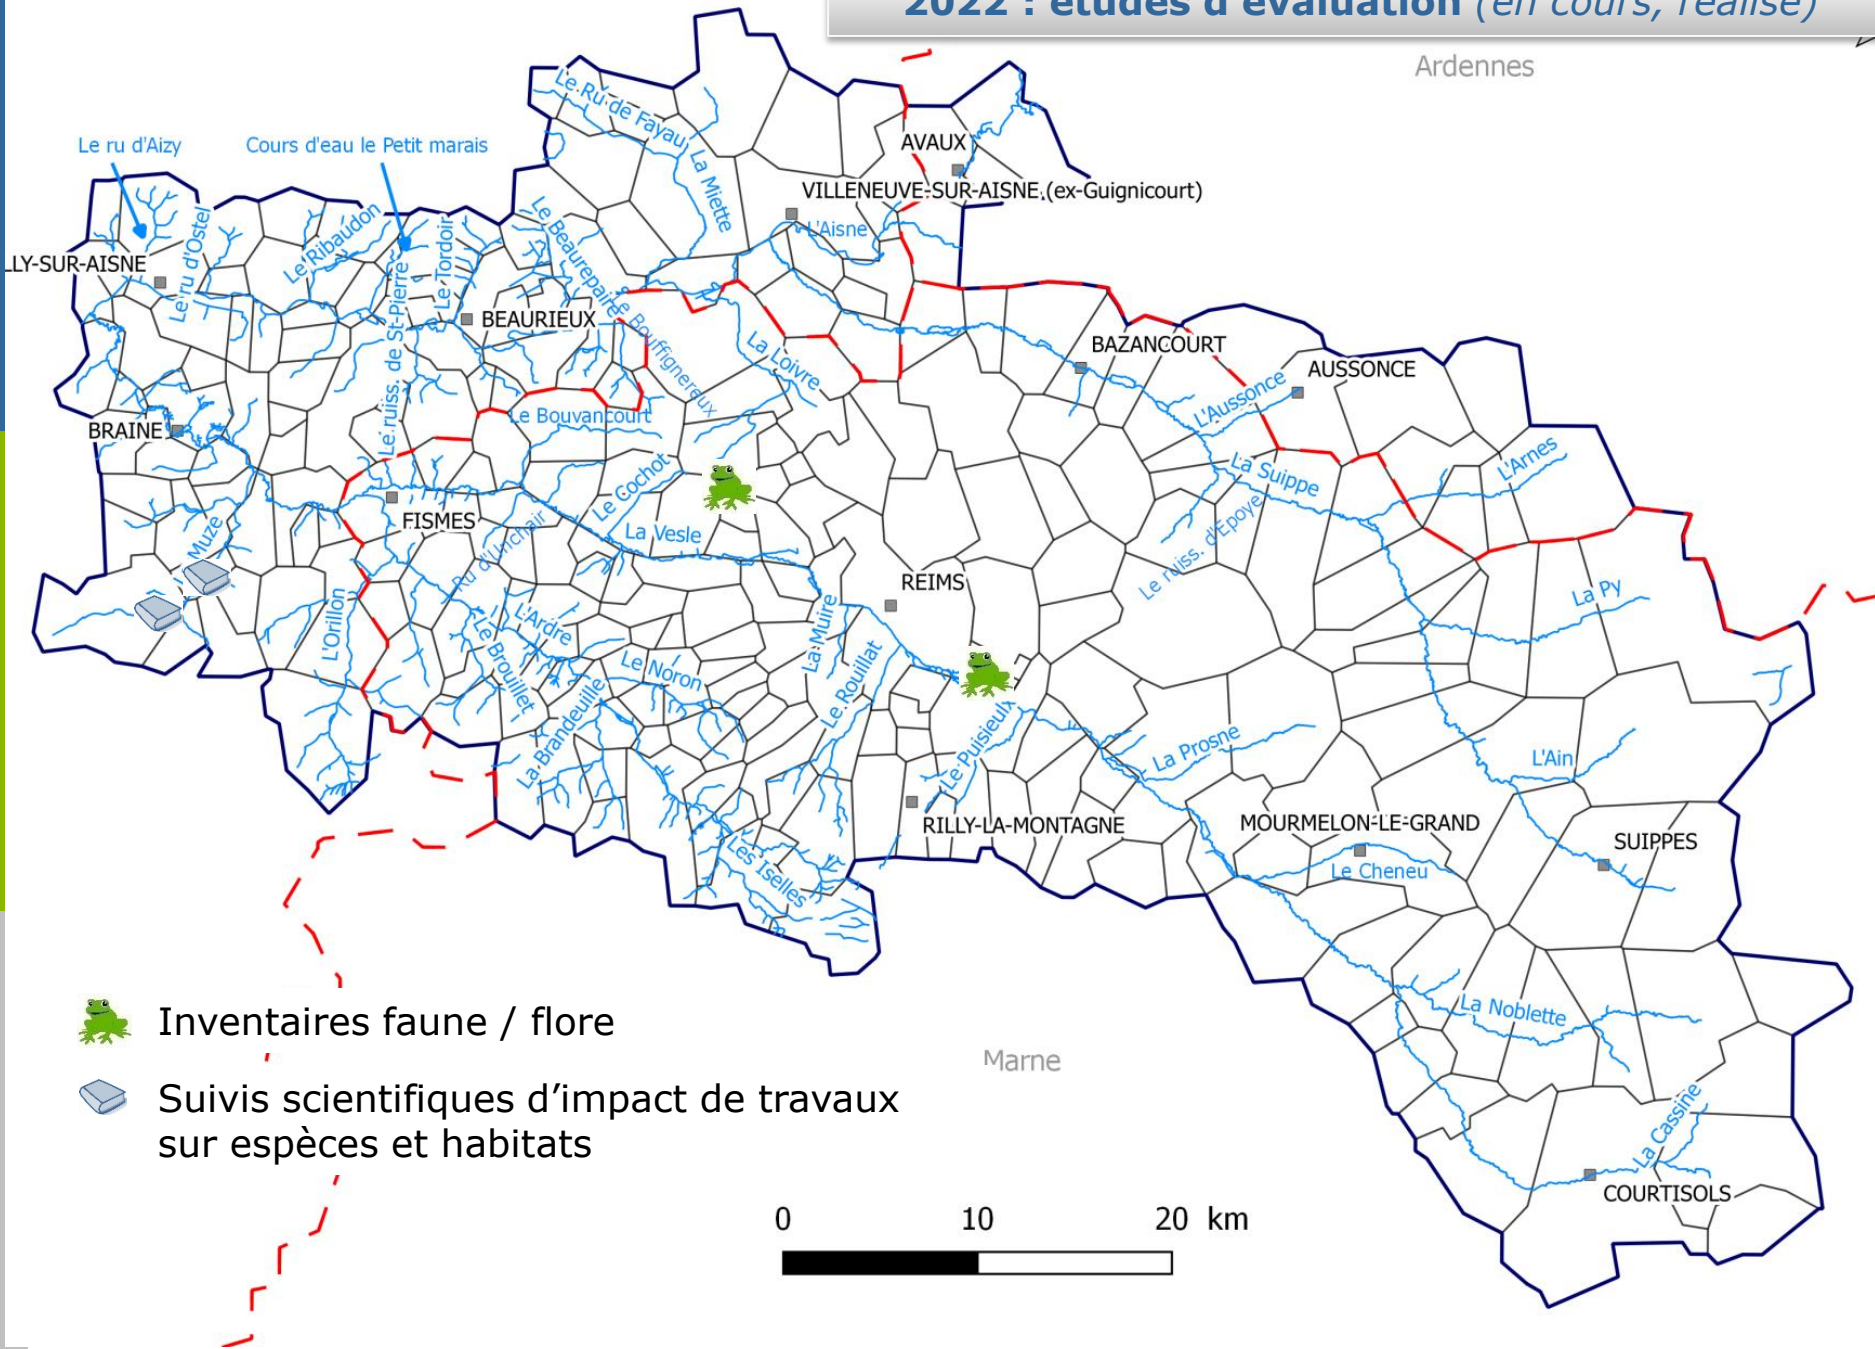 2022 : études d'évaluation (en cours, réalisé)
Ardennes
Le Ru de Fayau
Le ru d'Aizy
Cours d'eau le Petit marais
AVAUX
La Miette
VILLENEUVE-SUR-AISNE (ex-Guignicourt)
L'Aisne
Le Beaurepaire
Le Ribaudon
Le ru d'Ostel
Le Tordoir
LLY-SUR-AISNE
Le ruiss. de St-Pierre
BEAURIEUX
Le Bouffignereux
La Loivre
BAZANCOURT
AUSSONCE
L'Aussonce
Le Bouvancourt
BRAINE
L'Arnes
La Suippe
Le Cochot
FISMES
La Vesle
Muze
Ru d'Unchair
Le ruiss. d'Epoye
REIMS
La Py
L'Orillon
L'Ardre
La Muire
Le Brouillet
Le Noron
Le Rouillat
La Brandeuille
Le Puisieulx
La Prosne
L'Ain
RILLY-LA-MONTAGNE
MOURMELON-LE-GRAND
SUIPPES
Les Iselles
Le Cheneu
La Noblette
Inventaires faune / flore
Marne
Suivis scientifiques d’impact de travaux
sur espèces et habitats
La Cassine
COURTISOLS
0 10 20 km